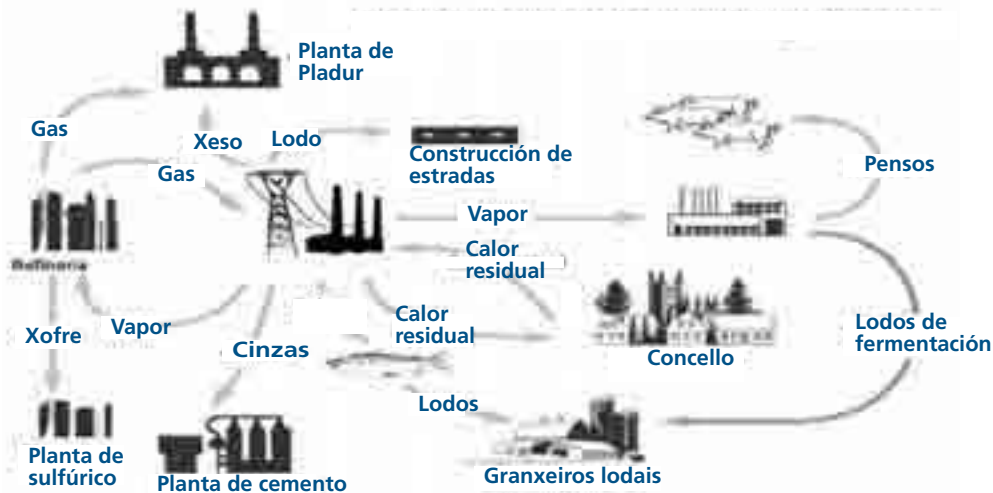 Planta de
Pladur
Gas
Xeso
Lodo
Construcción de
estradas
Gas
Pensos
Vapor
Calor
residual
Refinería
Xofre
Vapor
Cinzas
Calor
residual
Concello
Lodos de
fermentación
Lodos
Planta de
sulfúrico
Planta de cemento
Granxeiros lodais